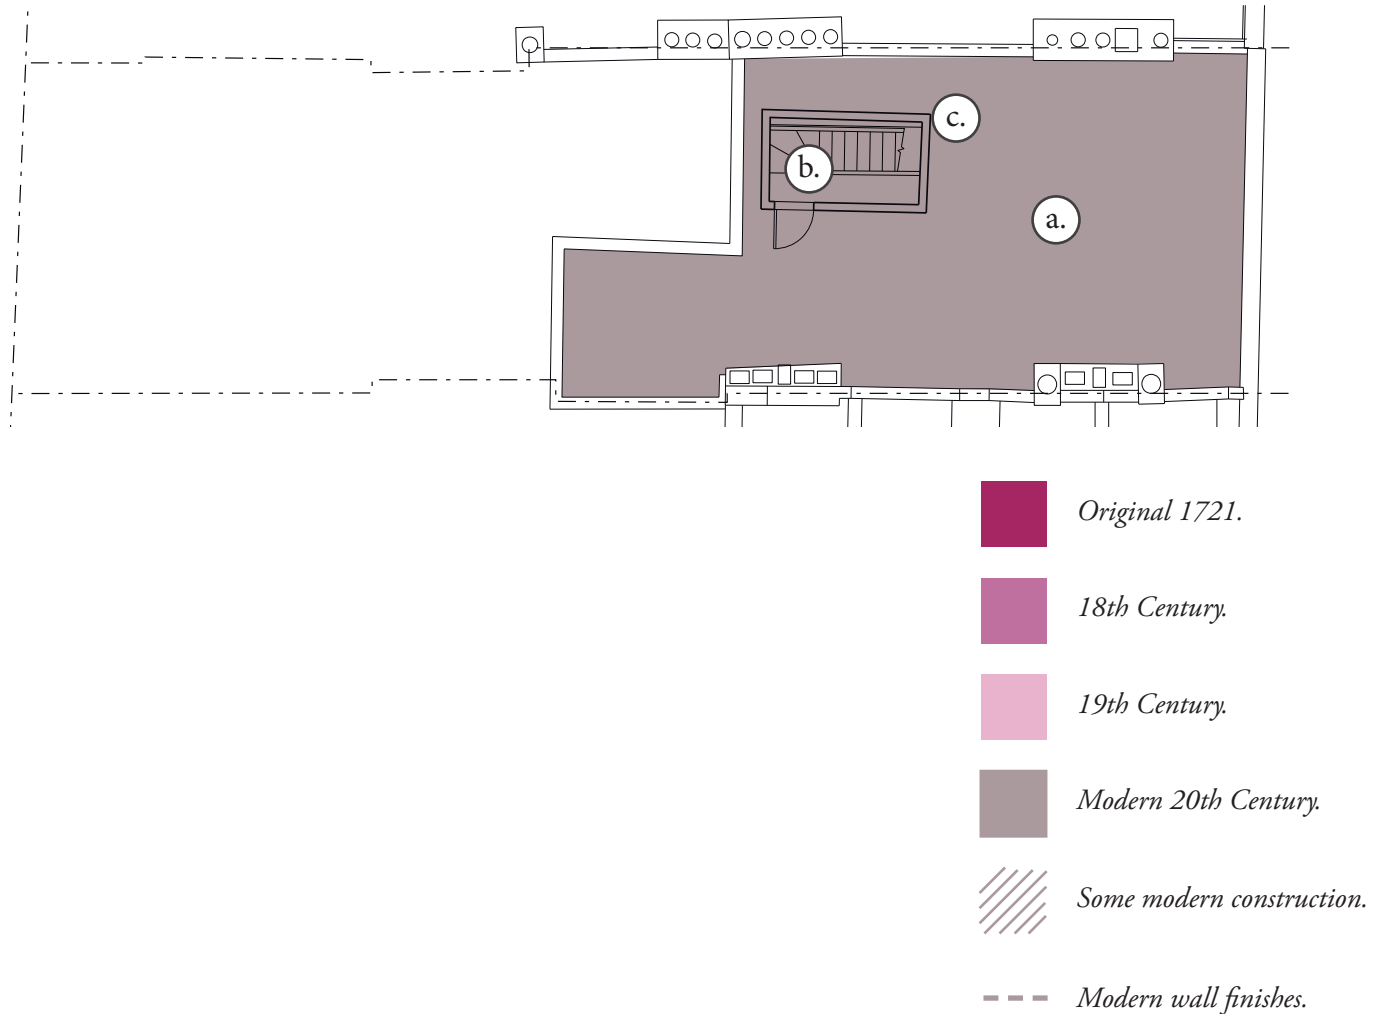 c.
b.
a.
Original 1721.
18th Century.
19th Century.
Modern 20th Century.
Some modern construction.
Modern wall finishes.